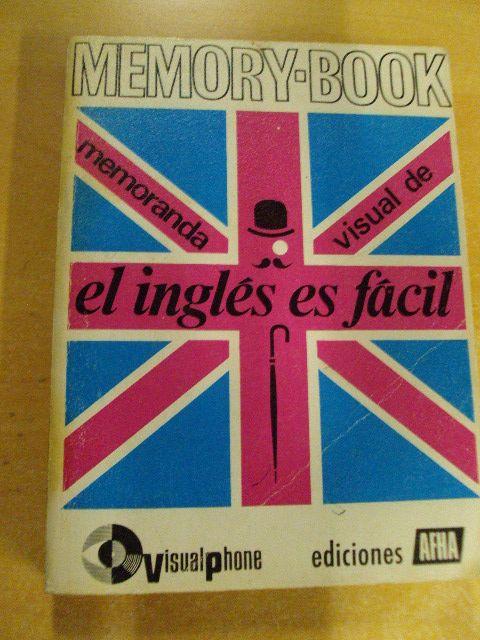 MEMORY-BOOK
memoranda
visual de
el inglés es fácil
VisualPhone
ediciones AFHA